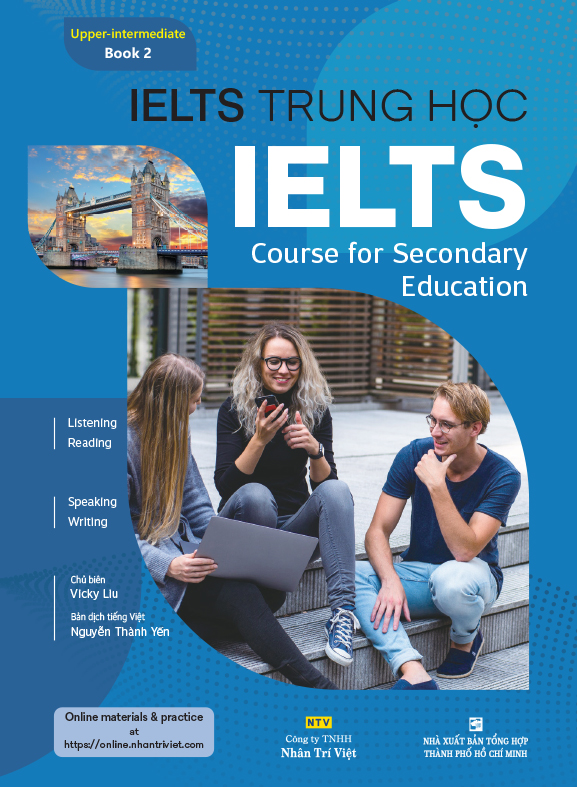 Upper-intermediate
Book 2
IELTS TRUNG HỌC
IELTS
Course for Secondary
Education
Listening
Reading
Speaking
Writing
Chủ biên
Vicky Liu
Bản dịch tiếng Việt
Nguyễn Thành Yến
Online materials & practice
at
https://online.nhantriviet.com
NTV
Công ty TNHH
Nhân Trí Việt
NHÀ XUẤT BẢN TỔNG HỢP
THÀNH PHỐ HỒ CHÍ MINH